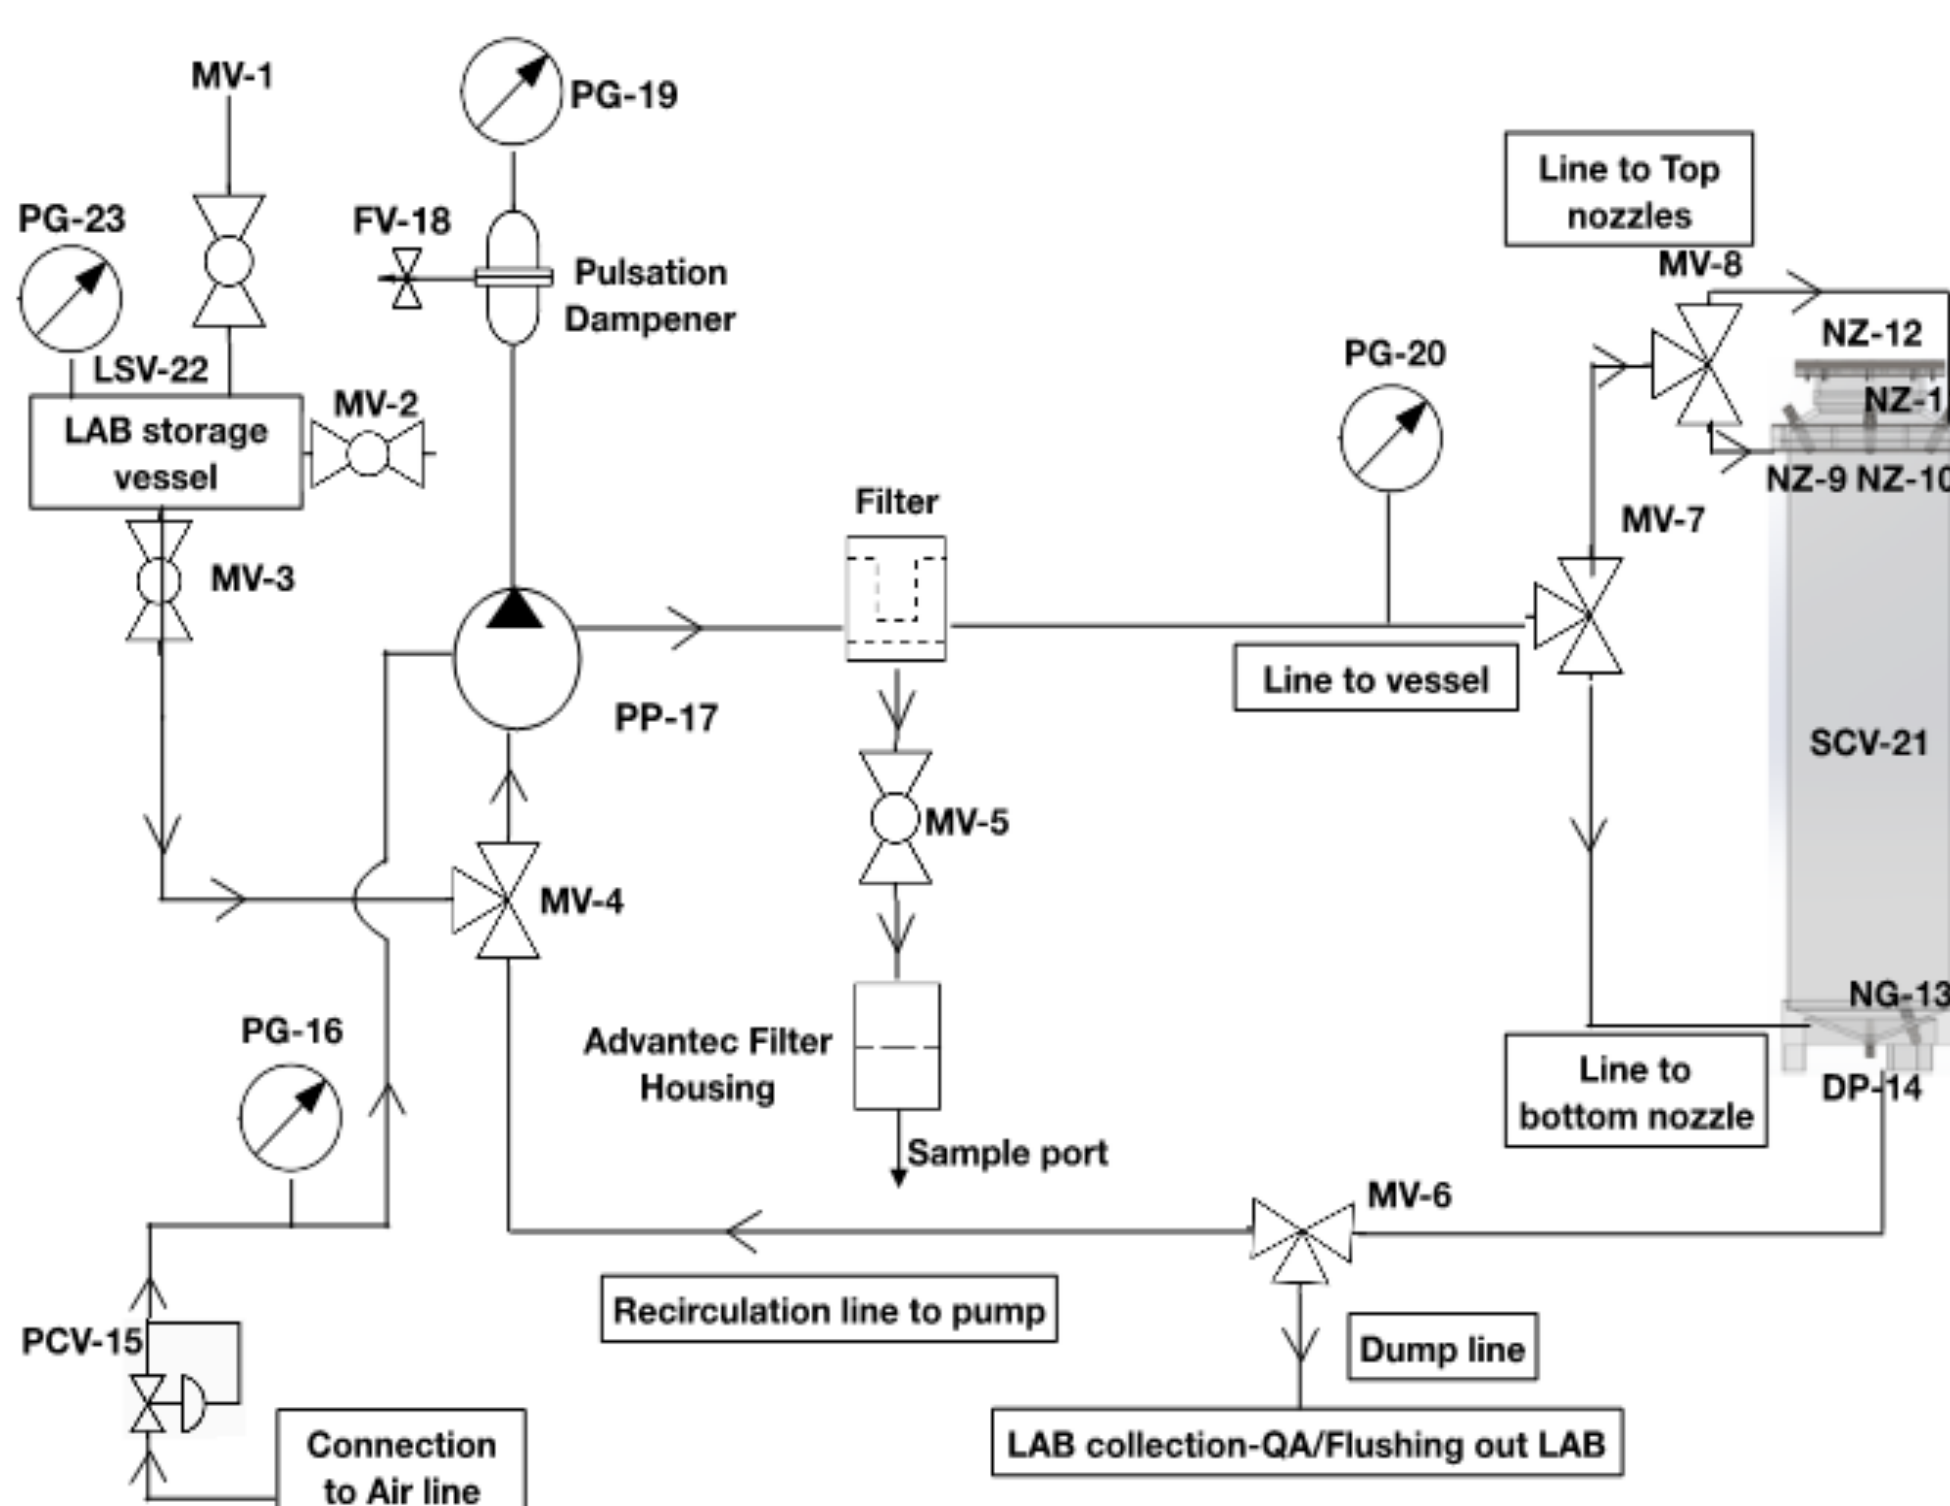 MV-1
PG-19
PG-23
FV-18
Pulsation
Dampener
LSV-22
MV-2
LAB storage
vessel
MV-3
Line to Top
nozzles
MV-8
NZ-12
NZ-1
NZ-9 NZ-10
PG-20
MV-7
Filter
Line to vessel
PP-17
SCV-21
MV-5
MV-4
NG-13
PG-16
Advantec Filter
Housing
Line to
bottom nozzle
DP-14
Sample port
MV-6
Recirculation line to pump
PCV-15
Dump line
Connection
to Air line
LAB collection-QA/Flushing out LAB